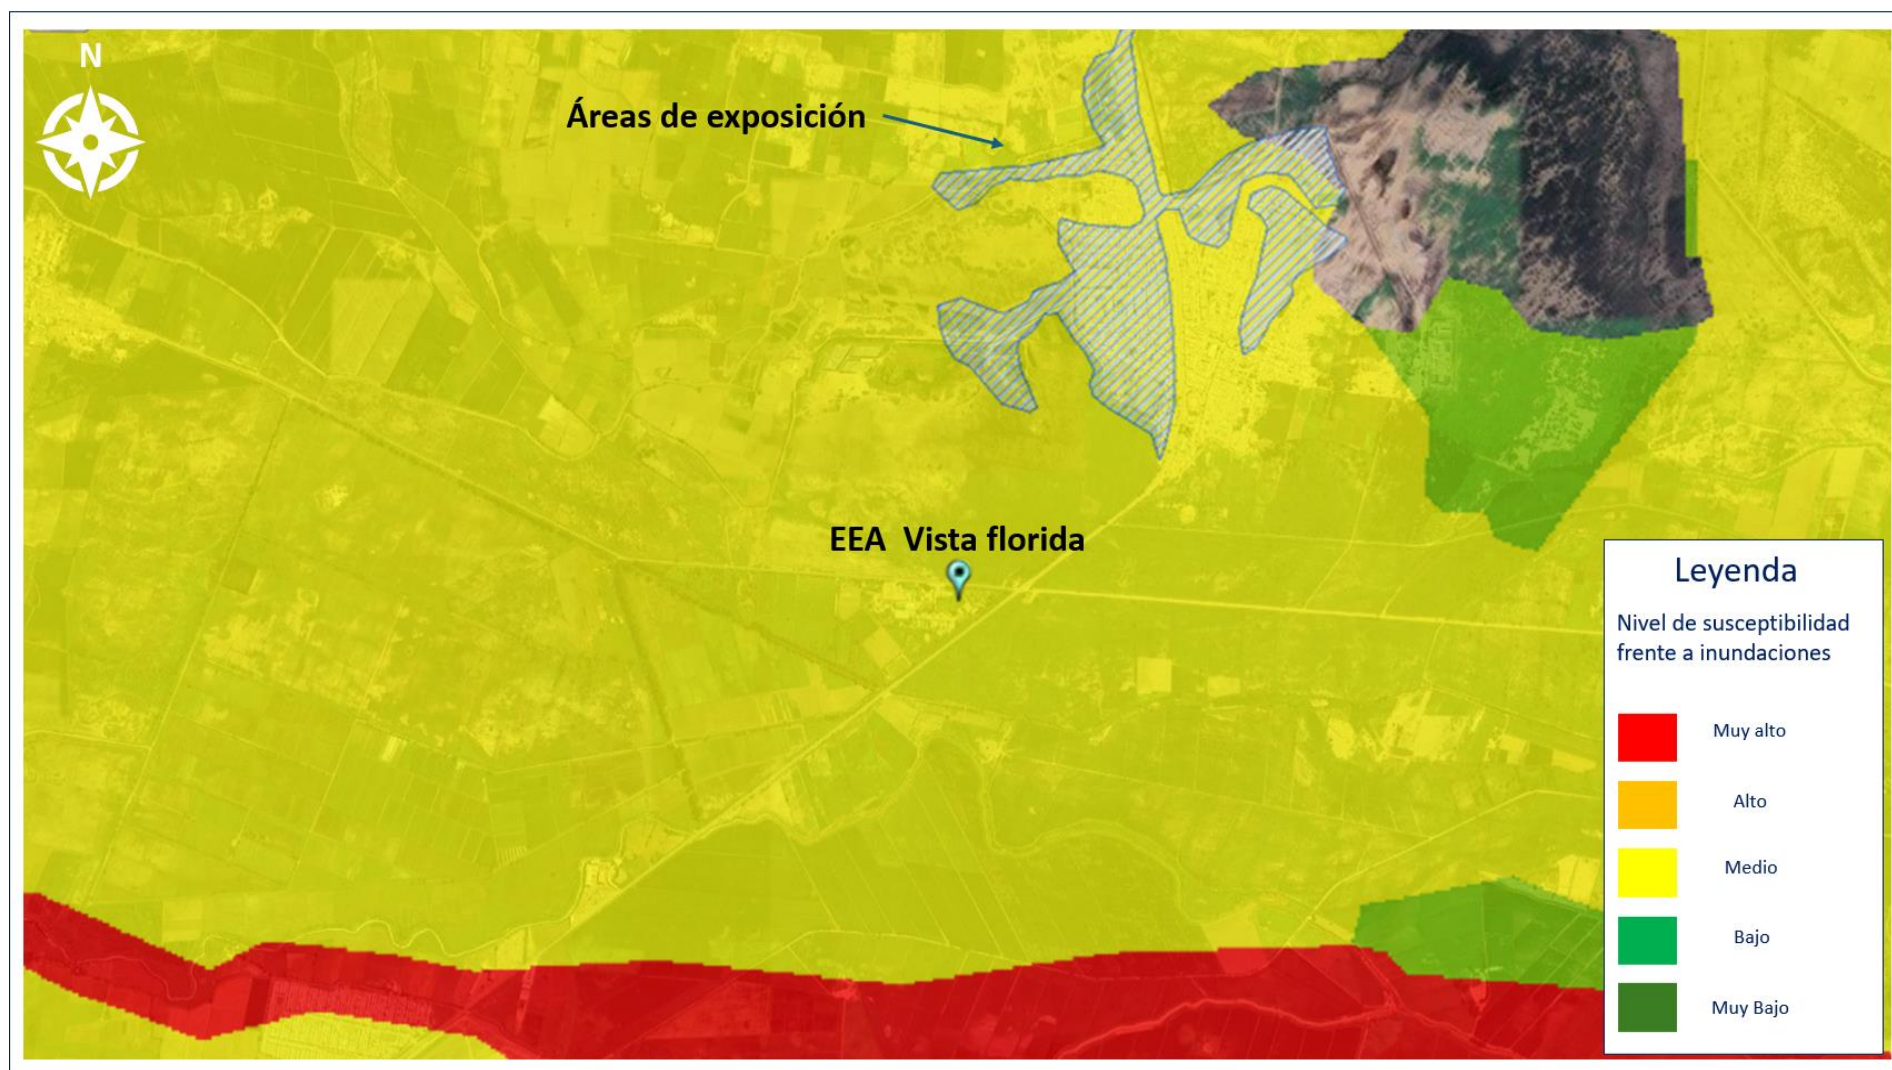 N
Áreas de exposición
EEA Vista florida
Leyenda
Nivel de susceptibilidad
frente a inundaciones
Muy alto
Alto
Medio
Bajo
Muy Bajo